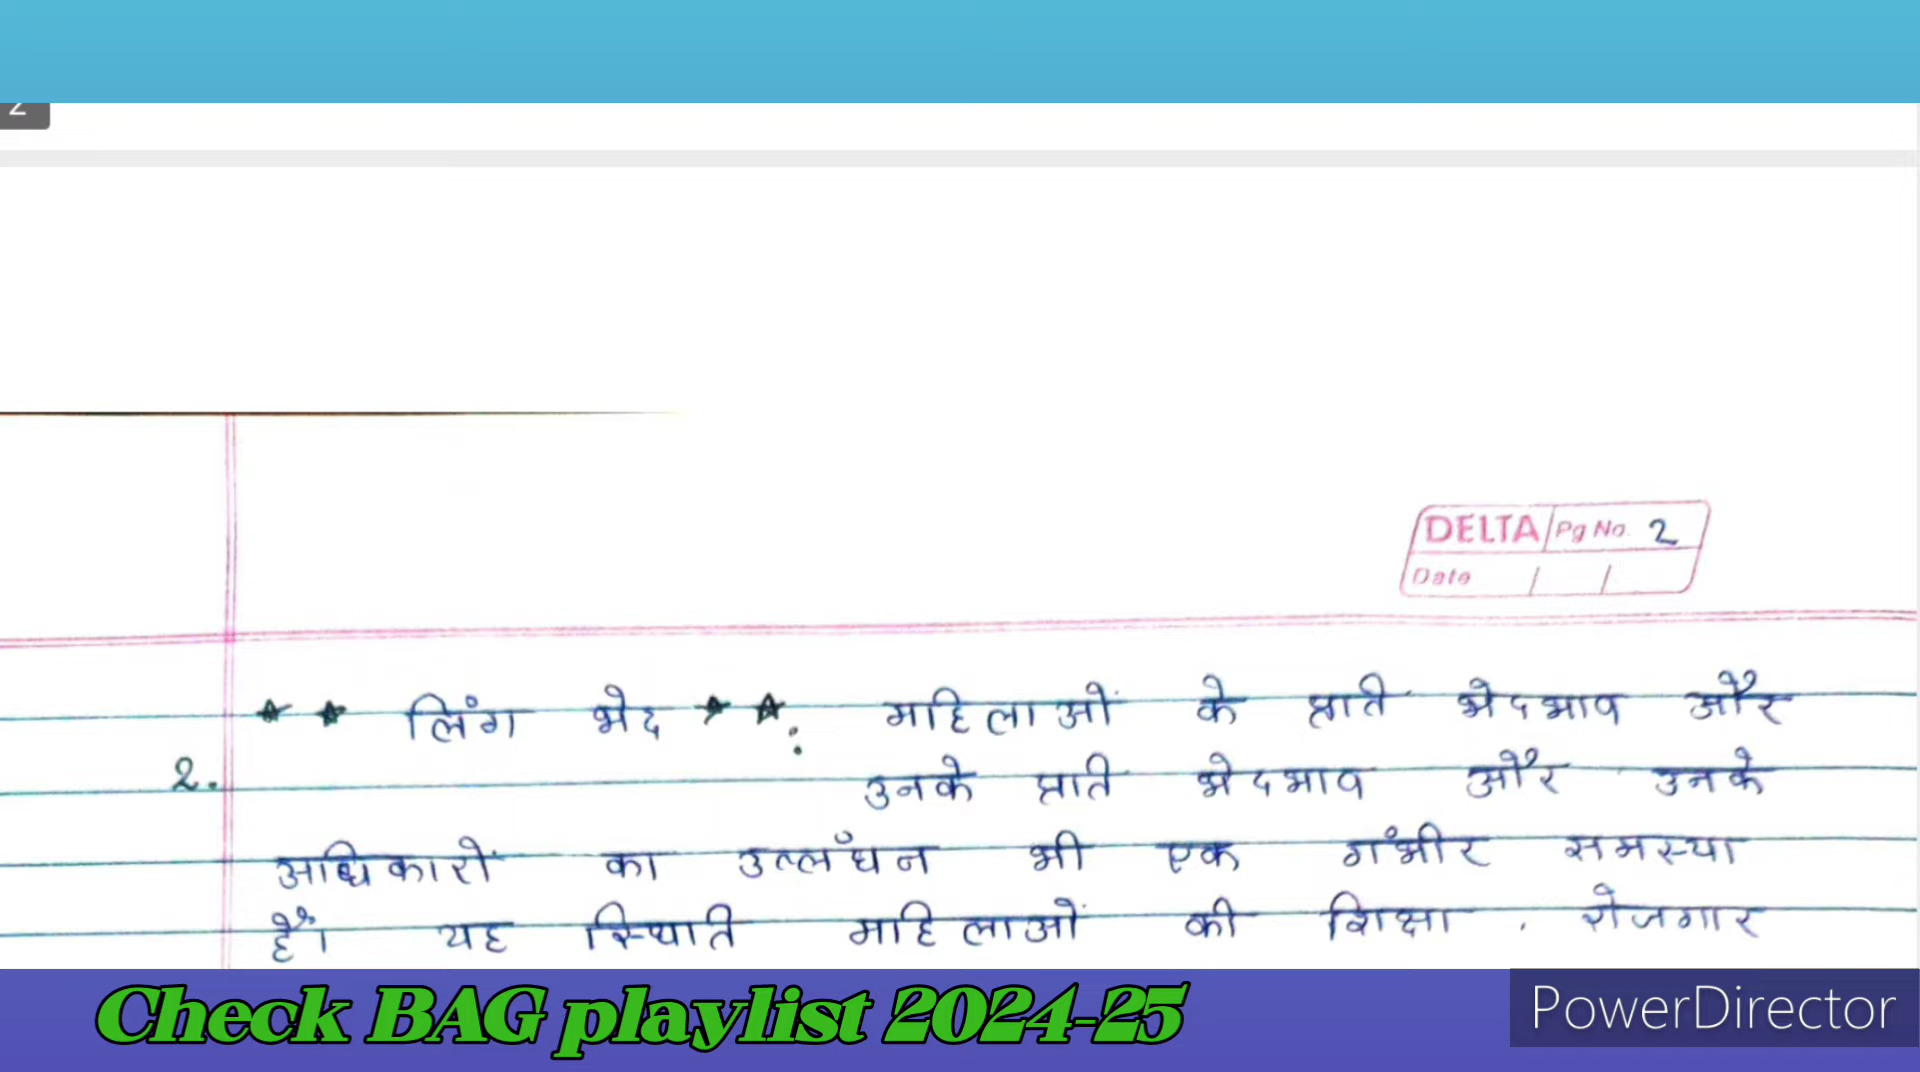 2
DELTA Pg No. 2
Date / /
★ ★ लिंग भेद ★ ★ : महिलाओं के प्रति भेदभाव और
2. उनके प्रति भेदभाव और उनके
अधिकारों का उल्लँघन भी एक गंभीर समस्या
हैं। यह स्थिति महिलाओं की शिक्षा , रोजगार
Check BAG playlist 2024-25
PowerDirector